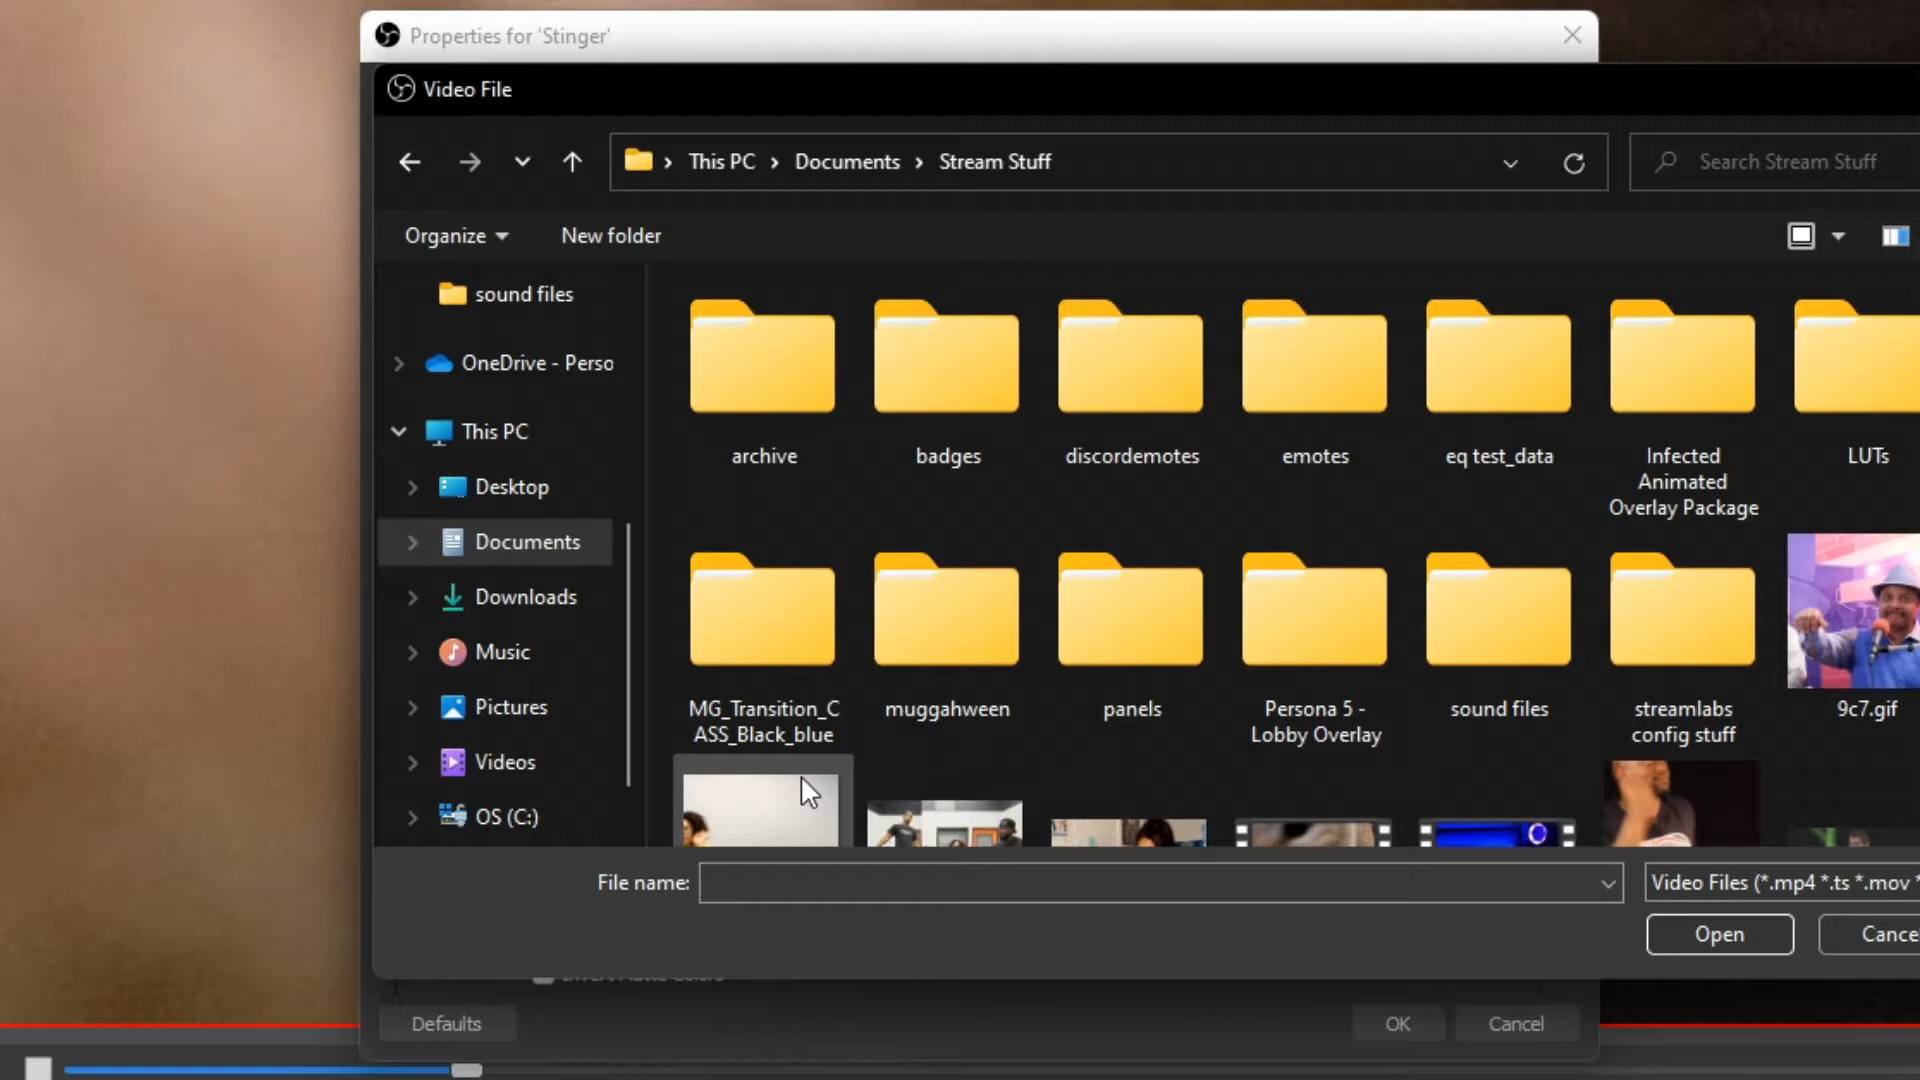 Properties for 'Stinger'
Video File
This PC
Documents
Stream Stuff
Search Stream Stuff
Organize
New folder
sound files
OneDrive - Perso
This PC
Desktop
Documents
Downloads
Music
Pictures
Videos
OS (C:)
archive
badges
discordemotes
emotes
eq test_data
Infected
Animated
Overlay Package
LUTs
MG_Transition_C
ASS_Black_blue
muggahween
panels
Persona 5 -
Lobby Overlay
sound files
streamlabs
config stuff
9c7.gif
File name:
Video Files (*.mp4 *.ts *.mov *
Open
Cance
Invert Matte Colors
Defaults
OK
Cancel